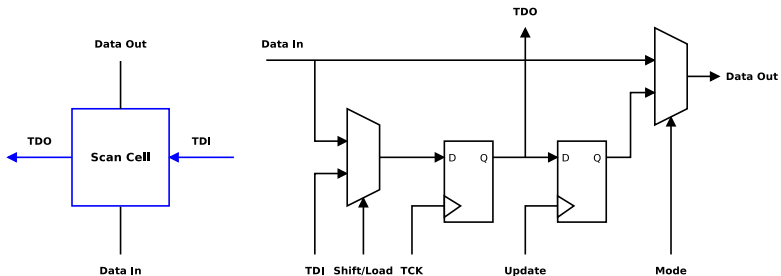 Data Out
TDO
Scan Cell
TDI
Data In
TDO
Data In
Data Out
D
Q
D
Q
TDI
Shift/Load
TCK
Update
Mode